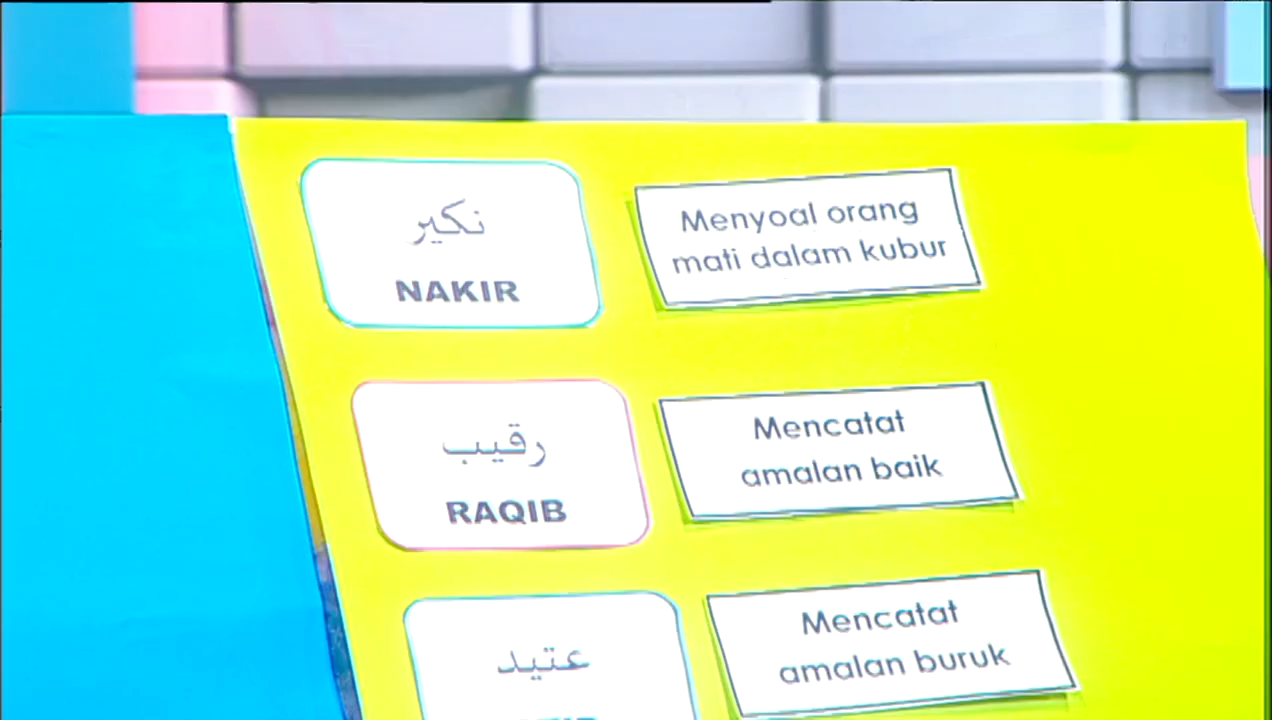 نكير
NAKIR
Menyoal orang
mati dalam kubur
رقيب
RAQIB
Mencatat
amalan baik
عتيد
Mencatat
amalan buruk